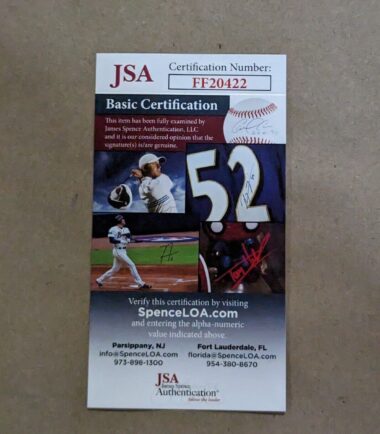 JSA
Certification Number:
FF20422
Basic Certification
This item has been fully examined by
James Spence Authentication, LLC
and it is our considered opinion that the
signature(s) is/are genuine.
52
Verify this certification by visiting
SpenceLOA.com
and entering the alpha-numeric
value indicated above.
Parsippany, NJ
info@SpenceLOA.com
973-898-1300
Fort Lauderdale, FL
florida@SpenceLOA.com
954-380-8670
JSA
James Spence
Authentication